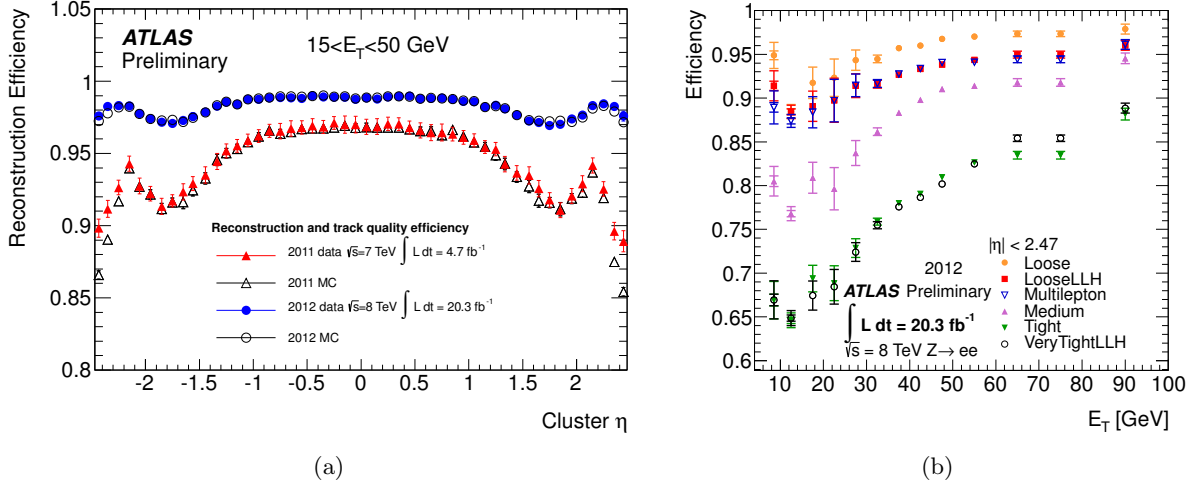 ATLAS
Preliminary
15<E_T<50 GeV
Reconstruction Efficiency
1.05
1
0.95
0.9
0.85
0.8
Reconstruction and track quality efficiency
2011 data √s=7 TeV ∫ L dt = 4.7 fb⁻¹
2011 MC
2012 data √s=8 TeV ∫ L dt = 20.3 fb⁻¹
2012 MC
-2 -1.5 -1 -0.5 0 0.5 1 1.5 2
Cluster η
(a)
Efficiency
1
0.95
0.9
0.85
0.8
0.75
0.7
0.65
0.6
|η| < 2.47
2012
ATLAS Preliminary
∫ L dt = 20.3 fb⁻¹
√s = 8 TeV Z→ ee
Loose
LooseLLH
Multilepton
Medium
Tight
VeryTightLLH
10 20 30 40 50 60 70 80 90 100
E_T [GeV]
(b)